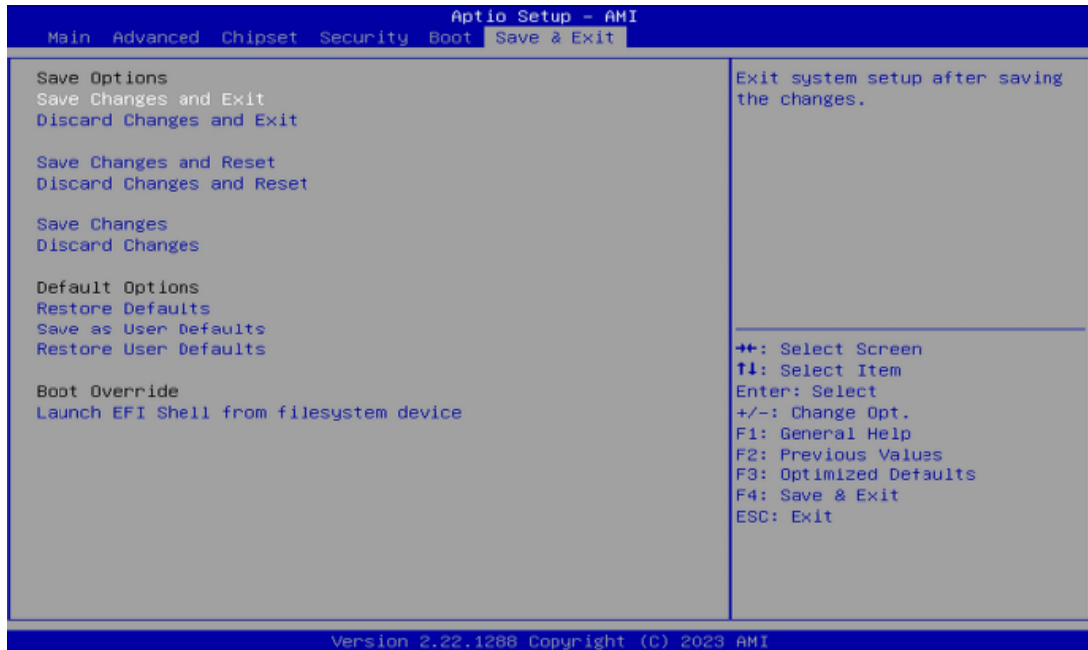 Aptio Setup – AMI
Main Advanced Chipset Security Boot Save & Exit
Save Options
Save Changes and Exit
Discard Changes and Exit
Save Changes and Reset
Discard Changes and Reset
Save Changes
Discard Changes
Default Options
Restore Defaults
Save as User Defaults
Restore User Defaults
Boot Override
Launch EFI Shell from filesystem device
Exit system setup after saving
the changes.
→←: Select Screen
↑↓: Select Item
Enter: Select
+/-: Change Opt.
F1: General Help
F2: Previous Values
F3: Optimized Defaults
F4: Save & Exit
ESC: Exit
Version 2.22.1288 Copyright (C) 2023 AMI